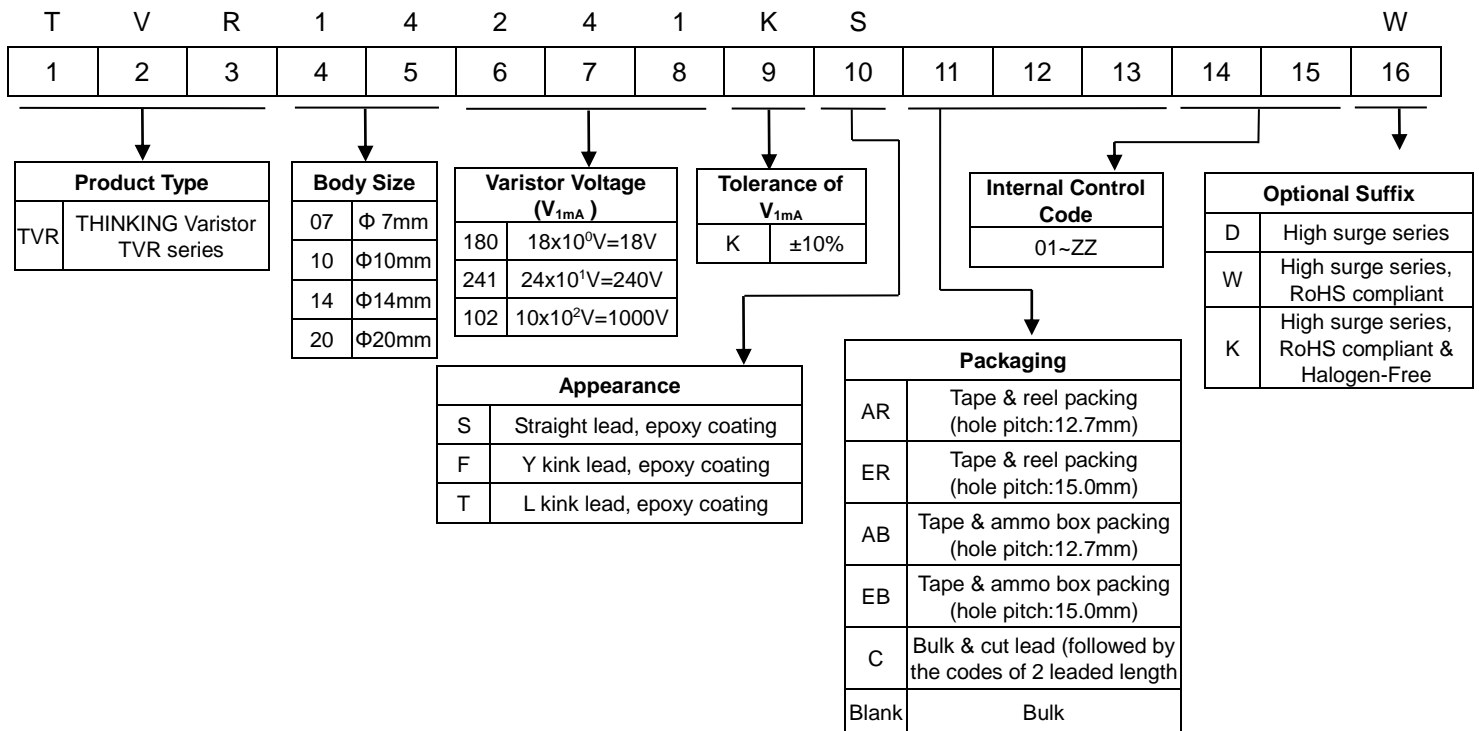 T V R 1 4 2 4 1 K S W
1 2 3 4 5 6 7 8 9 10 11 12 13 14 15 16
Product Type
TVR THINKING Varistor
TVR series
Body Size
07 Φ 7mm
10 Φ10mm
14 Φ14mm
20 Φ20mm
Varistor Voltage
(V1mA )
180 18x10⁰V=18V
241 24x10¹V=240V
102 10x10²V=1000V
Tolerance of
V1mA
K ±10%
Internal Control
Code
01~ZZ
Optional Suffix
D High surge series
W High surge series,
RoHS compliant
K High surge series,
RoHS compliant &
Halogen-Free
Appearance
S Straight lead, epoxy coating
F Y kink lead, epoxy coating
T L kink lead, epoxy coating
Packaging
AR Tape & reel packing
(hole pitch:12.7mm)
ER Tape & reel packing
(hole pitch:15.0mm)
AB Tape & ammo box packing
(hole pitch:12.7mm)
EB Tape & ammo box packing
(hole pitch:15.0mm)
C Bulk & cut lead (followed by
the codes of 2 leaded length
Blank Bulk